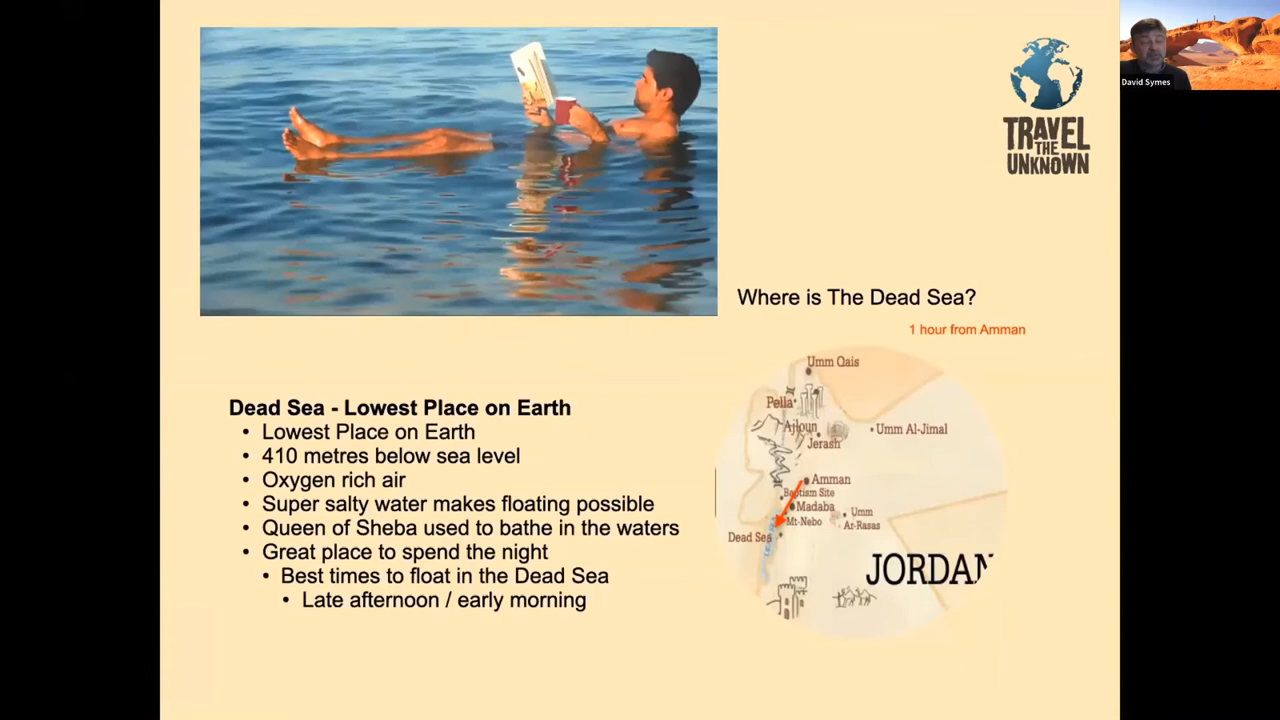 TRAVEL
THE
UNKNOWN
David Symes
Where is The Dead Sea?
1 hour from Amman
Dead Sea - Lowest Place on Earth
• Lowest Place on Earth
• 410 metres below sea level
• Oxygen rich air
• Super salty water makes floating possible
• Queen of Sheba used to bathe in the waters
• Great place to spend the night
• Best times to float in the Dead Sea
• Late afternoon / early morning
Umm Qais
Pella
Ajloun
Jerash
Umm Al-Jimal
Amman
Baptism Site
Madaba
Mt-Nebo
Umm
Ar-Rasas
Dead Sea
JORDAN